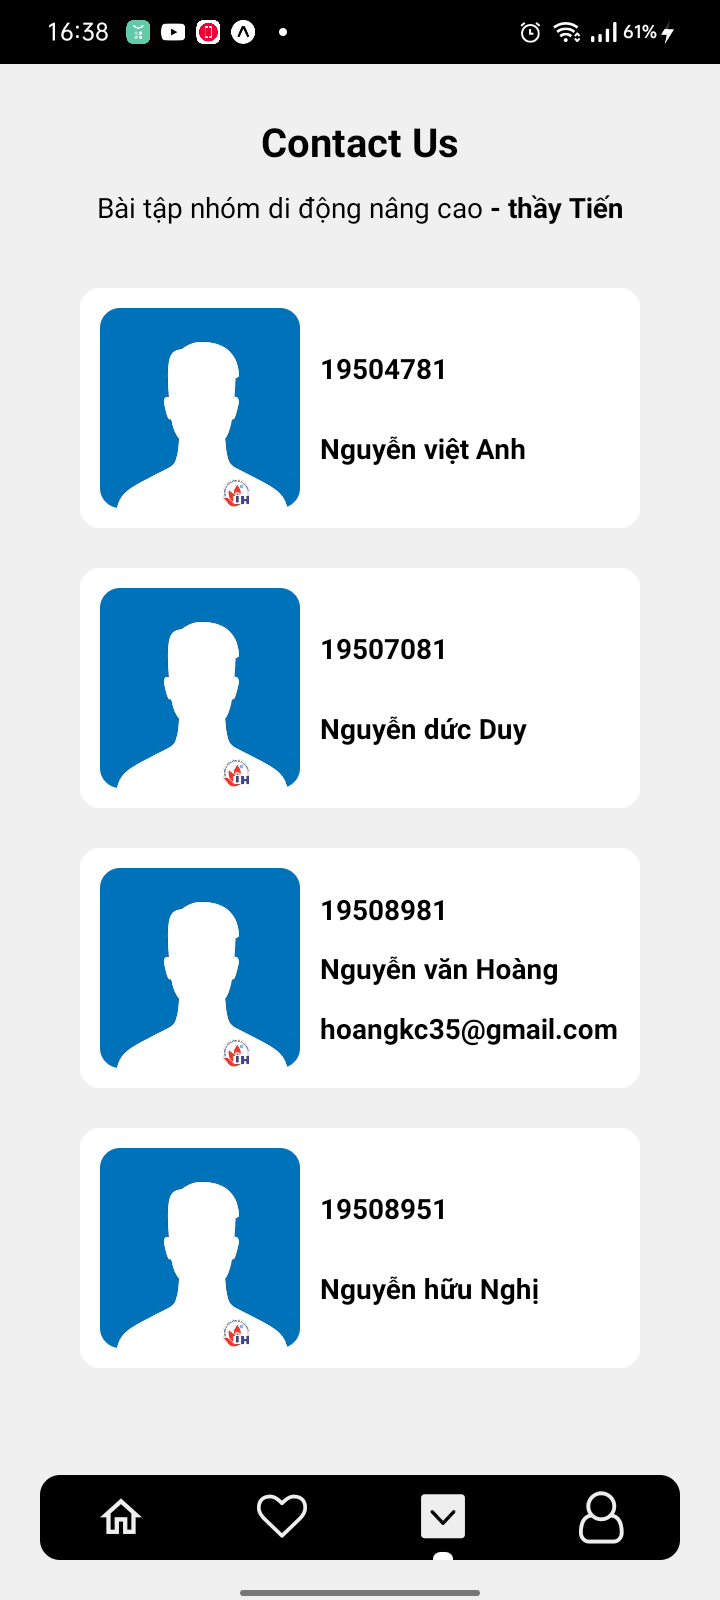 16:38
61%
Contact Us
Bài tập nhóm di động nâng cao - thầy Tiến
19504781
Nguyễn việt Anh
19507081
Nguyễn dức Duy
19508981
Nguyễn văn Hoàng
hoangkc35@gmail.com
19508951
Nguyễn hữu Nghị